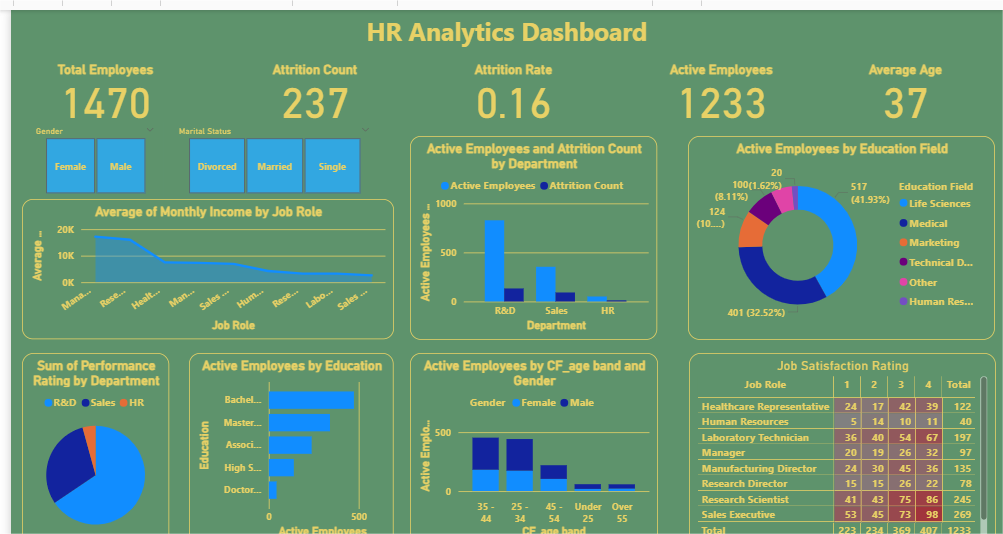 HR Analytics Dashboard
Total Employees
1470
Attrition Count
237
Attrition Rate
0.16
Active Employees
1233
Average Age
37
Gender
Female
Male
Marital Status
Divorced
Married
Single
Average of Monthly Income by Job Role
Average ...
20K
10K
0K
Mana...
Rese...
Healt...
Man...
Sales ...
Hum...
Rese...
Labo...
Sales ...
Job Role
Active Employees and Attrition Count
by Department
Active Employees
Attrition Count
Active Employees ...
1000
500
0
R&D
Sales
HR
Department
Active Employees by Education Field
20
(1.62%)
100
(8.11%)
124
(10....)
517
(41.93%)
401 (32.52%)
Education Field
Life Sciences
Medical
Marketing
Technical D...
Other
Human Res...
Sum of Performance
Rating by Department
R&D
Sales
HR
Active Employees by Education
Education
Bachel...
Master...
Associ...
High S...
Doctor...
0
500
Active Employees
Active Employees by CF_age band and
Gender
Gender
Female
Male
Active Emplo...
500
0
35 -
44
25 -
34
45 -
54
Under
25
Over
55
CF_age band
Job Satisfaction Rating
Job Role 1 2 3 4 Total
Healthcare Representative 24 17 42 39 122
Human Resources 5 14 10 11 40
Laboratory Technician 36 40 54 67 197
Manager 20 19 26 32 97
Manufacturing Director 24 30 45 36 135
Research Director 15 15 26 22 78
Research Scientist 41 43 75 86 245
Sales Executive 53 45 73 98 269
Total 223 234 369 407 1233